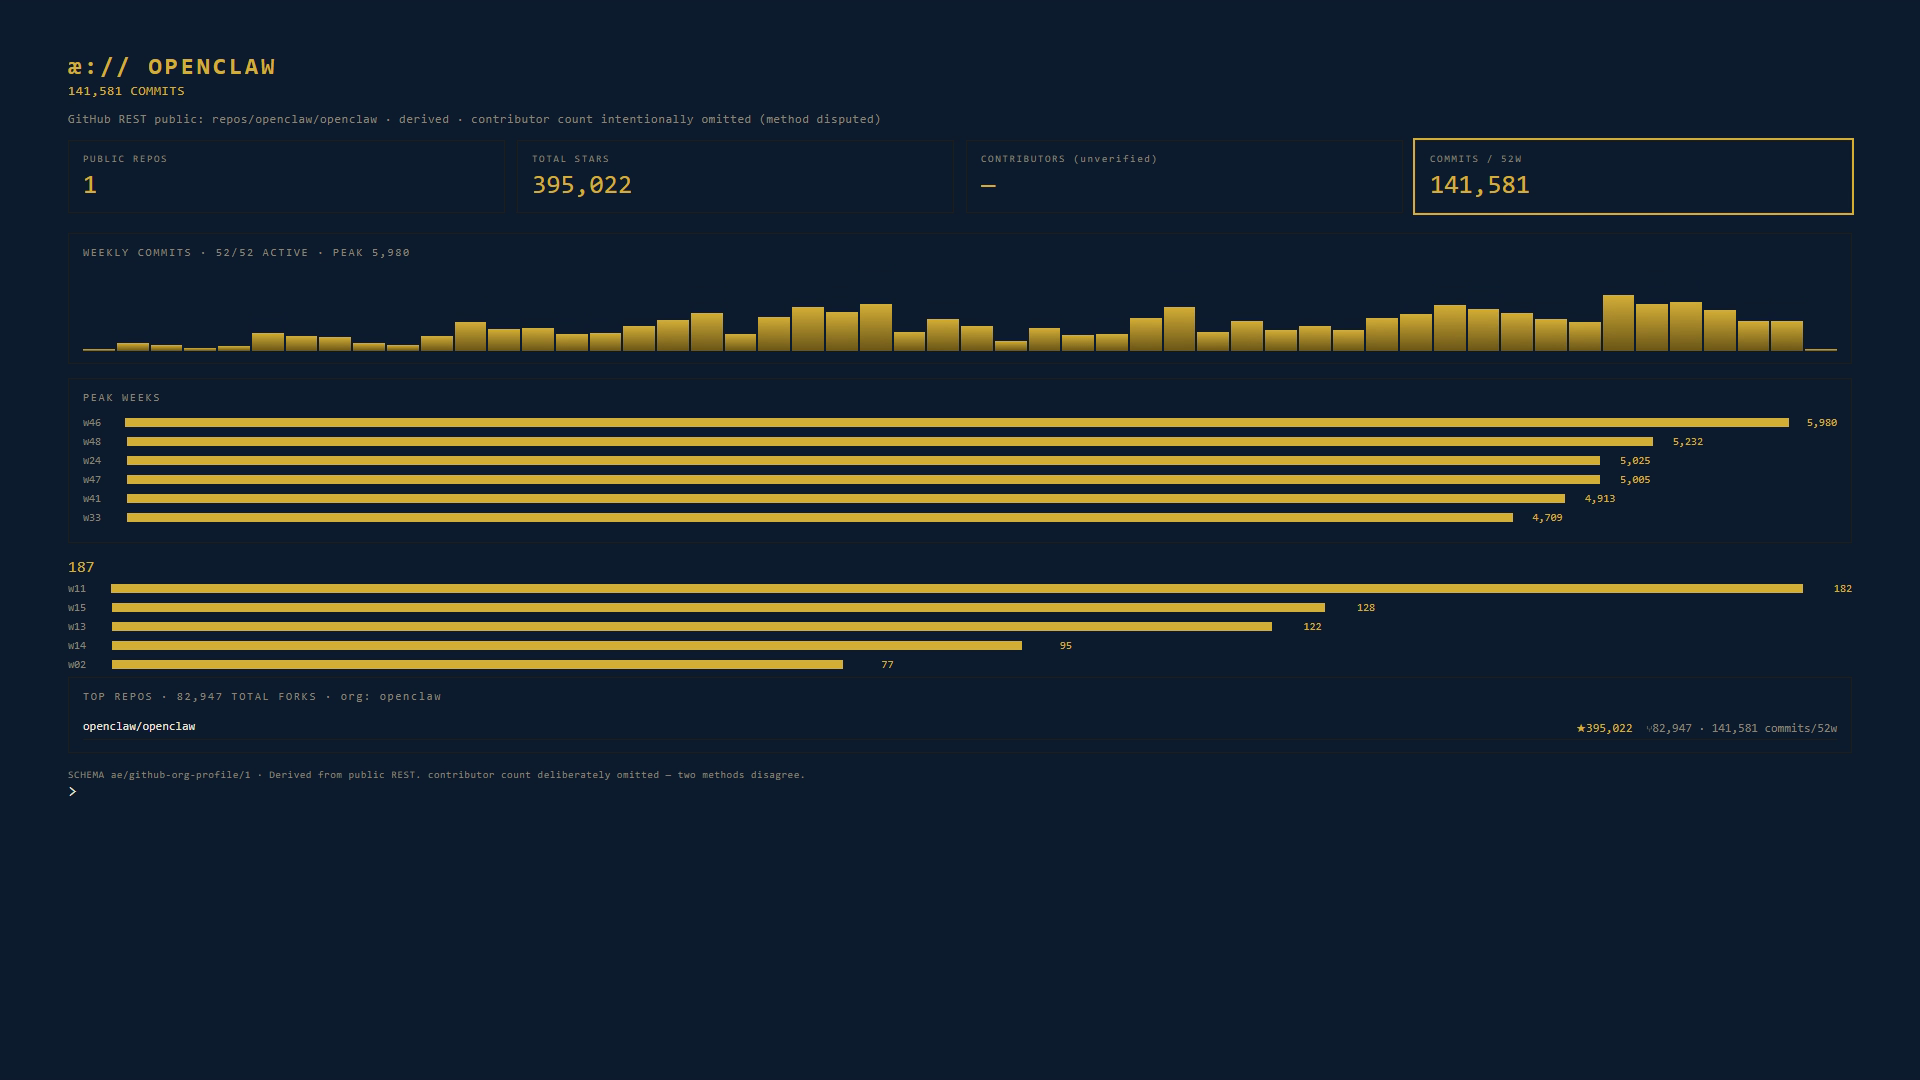 æ:// OPENCLAW
141,581 COMMITS
GitHub REST public: repos/openclaw/openclaw · derived · contributor count intentionally omitted (method disputed)
PUBLIC REPOS
1
TOTAL STARS
395,022
CONTRIBUTORS (unverified)
—
COMMITS / 52W
141,581
WEEKLY COMMITS · 52/52 ACTIVE · PEAK 5,980
PEAK WEEKS
w46 5,980
w48 5,232
w24 5,025
w47 5,005
w41 4,913
w33 4,709
187
w11 182
w15 128
w13 122
w14 95
w02 77
TOP REPOS · 82,947 TOTAL FORKS · org: openclaw
openclaw/openclaw ★395,022 ⑂82,947 · 141,581 commits/52w
SCHEMA ae/github-org-profile/1 · Derived from public REST. contributor count deliberately omitted — two methods disagree.
>